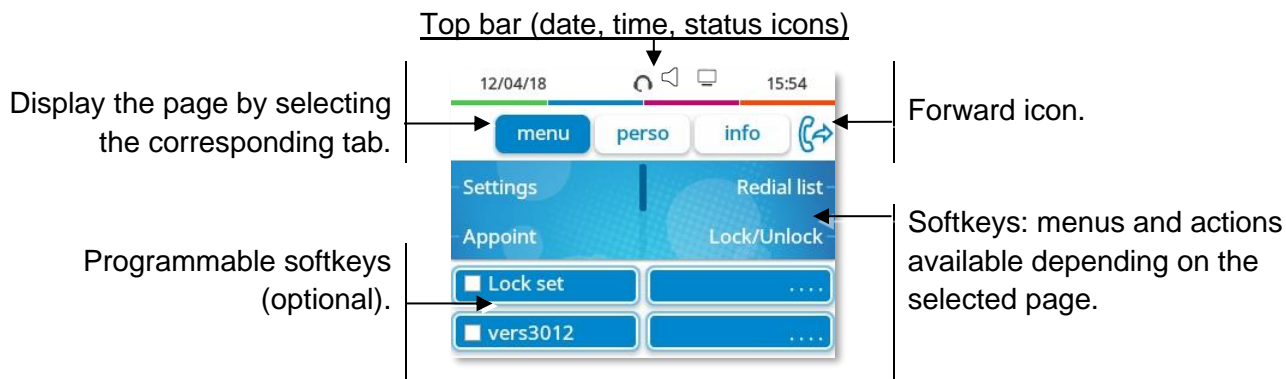 Top bar (date, time, status icons)
12/04/18 15:54
Display the page by selecting
the corresponding tab.
menu perso info
Forward icon.
Settings Redial list
Appoint Lock/Unlock
Softkeys: menus and actions
available depending on the
selected page.
Programmable softkeys
(optional).
Lock set ....
vers3012 ....